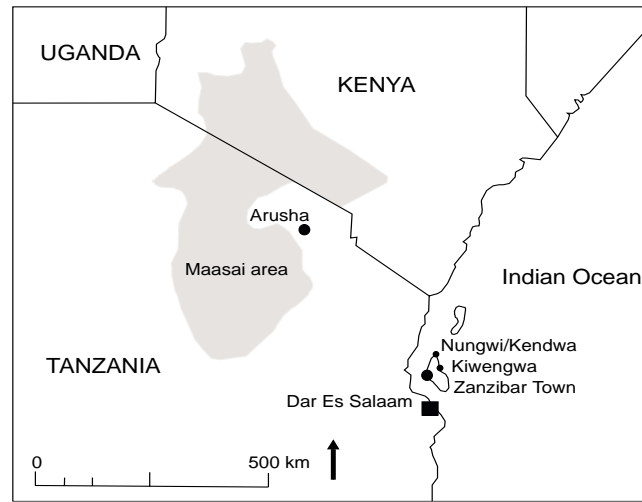 UGANDA
KENYA
Arusha
Maasai area
Indian Ocean
Nungwi/Kendwa
TANZANIA
Kiwengwa
Zanzibar Town
Dar Es Salaam
0
500 km